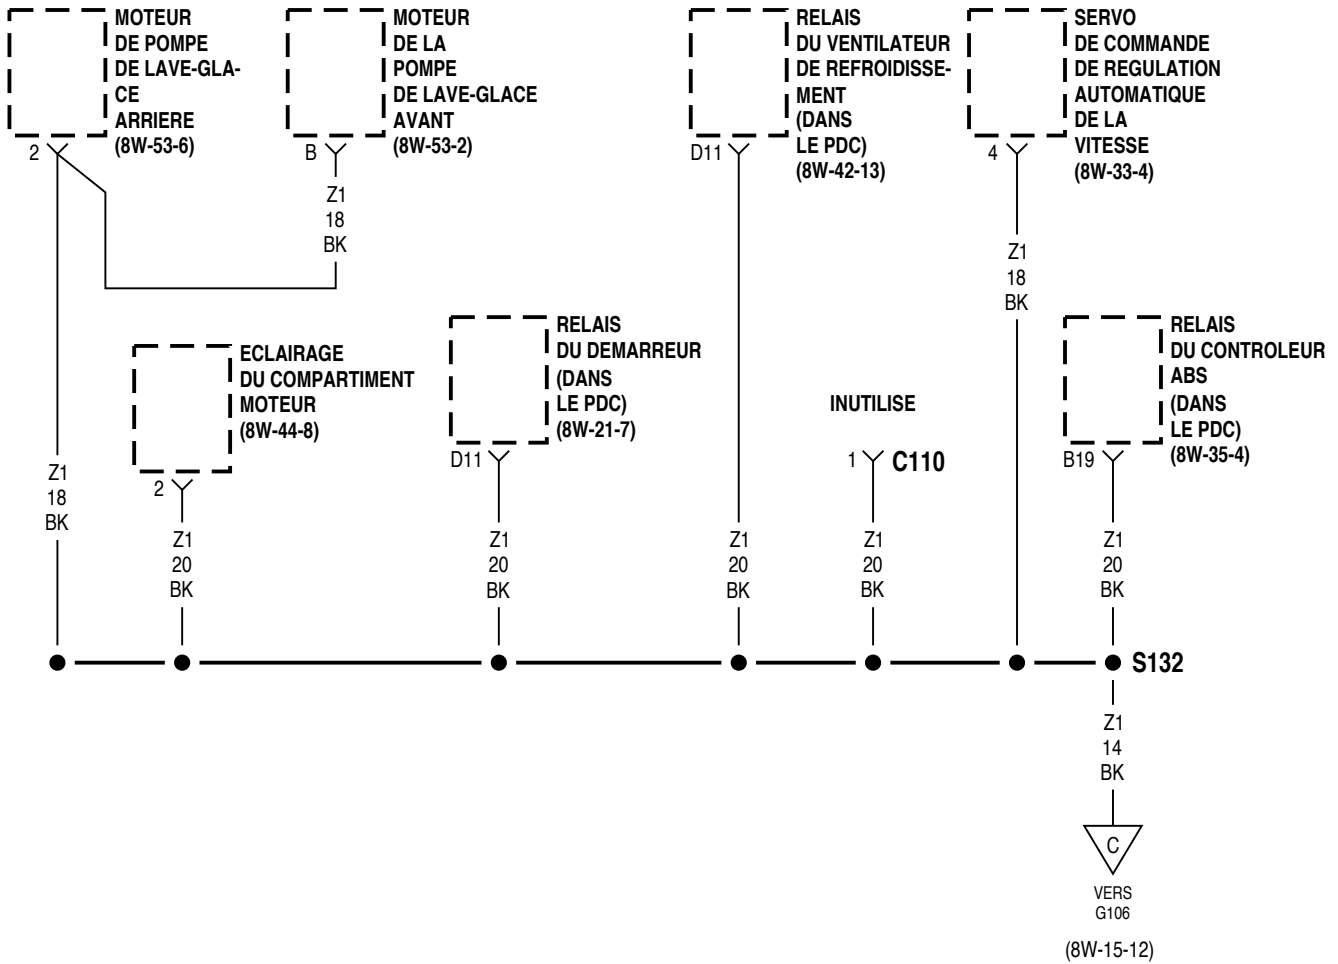 MOTEUR
DE POMPE
DE LAVE-GLA-
CE
ARRIERE
(8W-53-6)
2
MOTEUR
DE LA
POMPE
DE LAVE-GLACE
AVANT
(8W-53-2)
B
Z1
18
BK
RELAIS
DU VENTILATEUR
DE REFROIDISSE-
MENT
(DANS
LE PDC)
(8W-42-13)
D11
SERVO
DE COMMANDE
DE REGULATION
AUTOMATIQUE
DE LA
VITESSE
(8W-33-4)
4
Z1
18
BK
ECLAIRAGE
DU COMPARTIMENT
MOTEUR
(8W-44-8)
2
RELAIS
DU DEMARREUR
(DANS
LE PDC)
(8W-21-7)
D11
INUTILISE
1
C110
RELAIS
DU CONTROLEUR
ABS
(DANS
LE PDC)
(8W-35-4)
B19
Z1
18
BK
Z1
20
BK
Z1
20
BK
Z1
20
BK
Z1
20
BK
Z1
20
BK
S132
Z1
14
BK
C
VERS
G106
(8W-15-12)